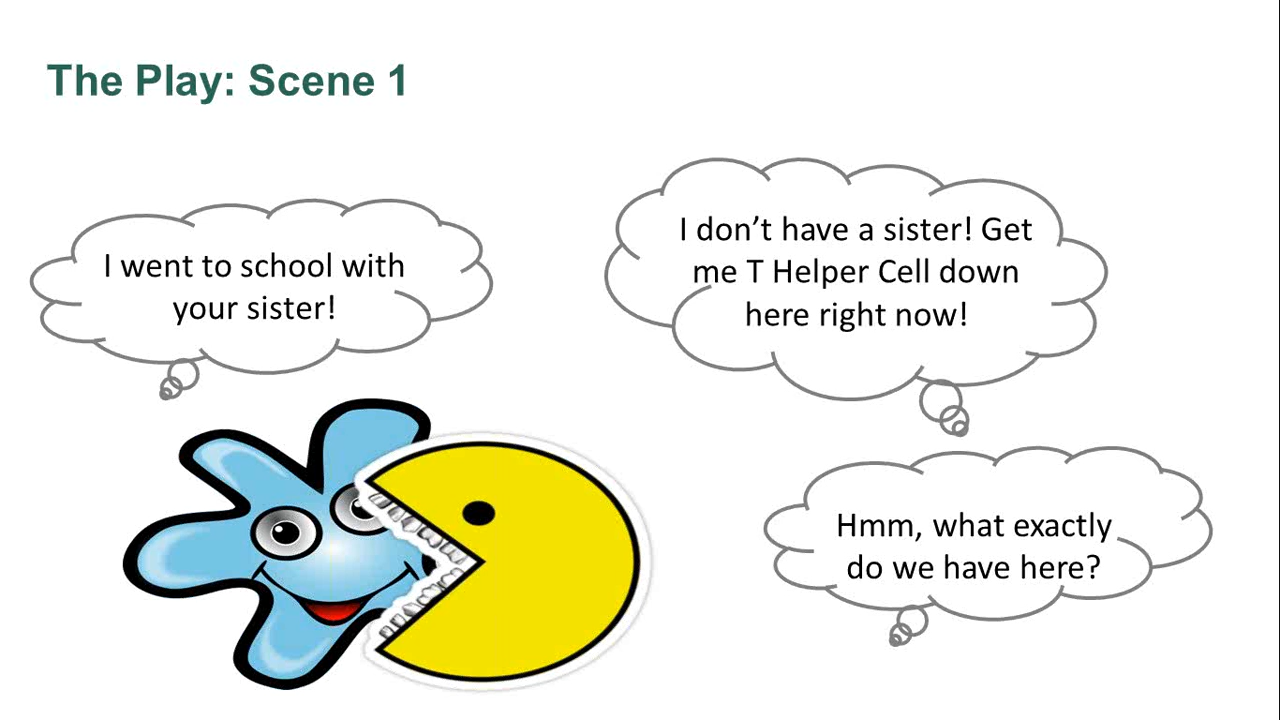 The Play: Scene 1
I went to school with
your sister!
I don’t have a sister! Get
me T Helper Cell down
here right now!
Hmm, what exactly
do we have here?